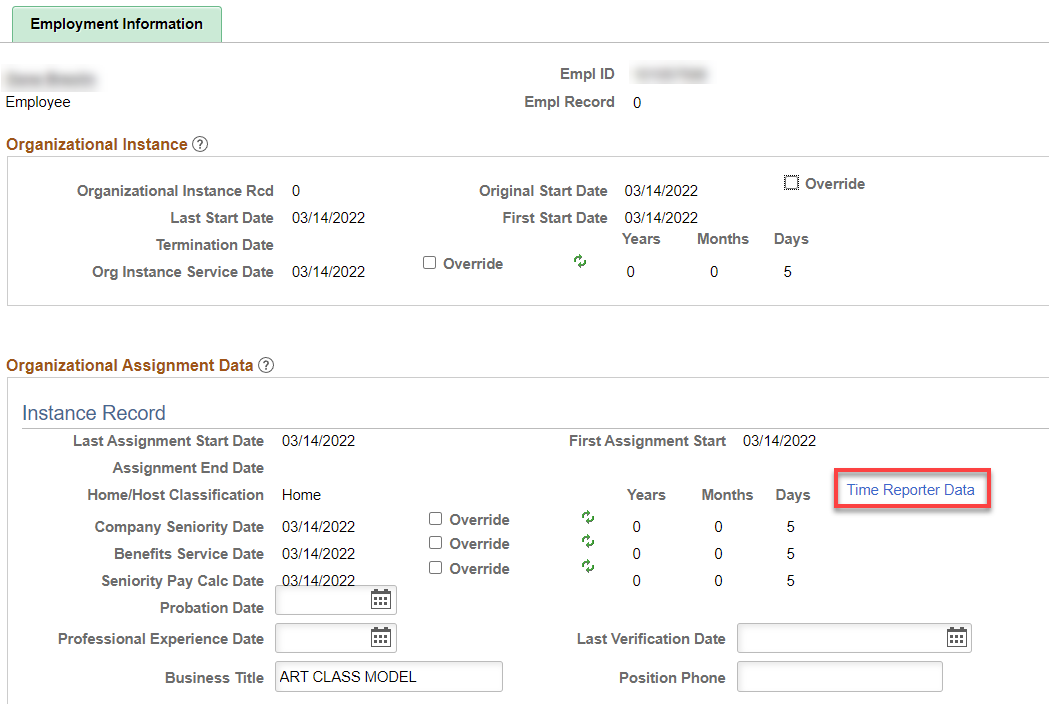 Employment Information
Empl ID
Employee
Empl Record 0
Organizational Instance ?
Organizational Instance Rcd 0 Original Start Date 03/14/2022 Override
Last Start Date 03/14/2022 First Start Date 03/14/2022
Termination Date Years Months Days
Org Instance Service Date 03/14/2022 Override 0 0 5
Organizational Assignment Data ?
Instance Record
Last Assignment Start Date 03/14/2022 First Assignment Start 03/14/2022
Assignment End Date
Home/Host Classification Home Years Months Days Time Reporter Data
Company Seniority Date 03/14/2022 Override 0 0 5
Benefits Service Date 03/14/2022 Override 0 0 5
Seniority Pay Calc Date 03/14/2022 Override 0 0 5
Probation Date
Professional Experience Date Last Verification Date
Business Title ART CLASS MODEL Position Phone